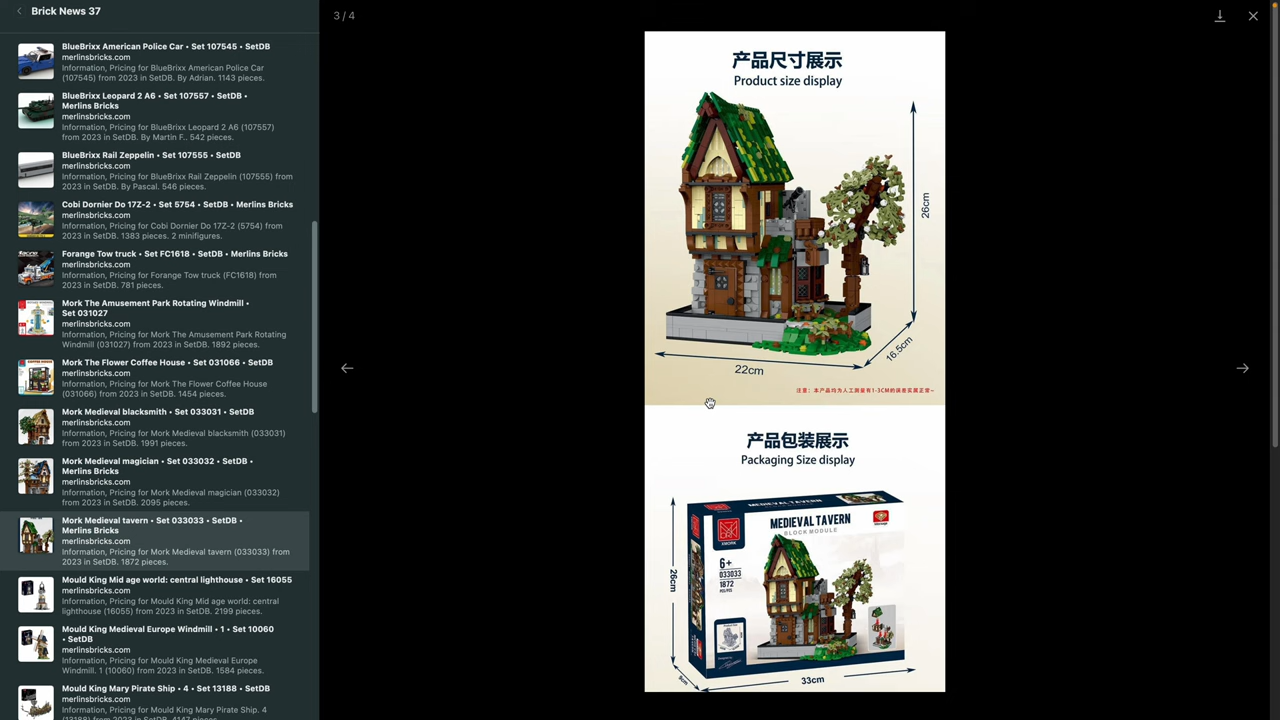 Brick News 37
BlueBrixx American Police Car • Set 107545 • SetDB
merlinsbricks.com
Information, Pricing for BlueBrixx American Police Car
(107545) from 2023 in SetDB. By Adrian. 1143 pieces.
BlueBrixx Leopard 2 A6 • Set 107557 • SetDB •
Merlins Bricks
merlinsbricks.com
Information, Pricing for BlueBrixx Leopard 2 A6 (107557)
from 2023 in SetDB. By Martin F.. 542 pieces.
BlueBrixx Rail Zeppelin • Set 107555 • SetDB
merlinsbricks.com
Information, Pricing for BlueBrixx Rail Zeppelin (107555) from
2023 in SetDB. By Pascal. 546 pieces.
Cobi Dornier Do 17Z-2 • Set 5754 • SetDB • Merlins Bricks
merlinsbricks.com
Information, Pricing for Cobi Dornier Do 17Z-2 (5754) from
2023 in SetDB. 1383 pieces. 2 minifigures.
Forange Tow truck • Set FC1618 • SetDB • Merlins Bricks
merlinsbricks.com
Information, Pricing for Forange Tow truck (FC1618) from
2023 in SetDB. 781 pieces.
Mork The Amusement Park Rotating Windmill •
Set 031027
merlinsbricks.com
Information, Pricing for Mork The Amusement Park Rotating
Windmill (031027) from 2023 in SetDB. 1892 pieces.
Mork The Flower Coffee House • Set 031066 • SetDB
merlinsbricks.com
Information, Pricing for Mork The Flower Coffee House
(031066) from 2023 in SetDB. 1454 pieces.
Mork Medieval blacksmith • Set 033031 • SetDB
merlinsbricks.com
Information, Pricing for Mork Medieval blacksmith (033031)
from 2023 in SetDB. 1991 pieces.
Mork Medieval magician • Set 033032 • SetDB •
Merlins Bricks
merlinsbricks.com
Information, Pricing for Mork Medieval magician (033032)
from 2023 in SetDB. 2095 pieces.
Mork Medieval tavern • Set 033033 • SetDB •
Merlins Bricks
merlinsbricks.com
Information, Pricing for Mork Medieval tavern (033033) from
2023 in SetDB. 1872 pieces.
Mould King Mid age world: central lighthouse • Set 16055
merlinsbricks.com
Information, Pricing for Mould King Mid age world: central
lighthouse (16055) from 2023 in SetDB. 2199 pieces.
Mould King Medieval Europe Windmill • 1 • Set 10060
• SetDB
merlinsbricks.com
Information, Pricing for Mould King Medieval Europe
Windmill. 1 (10060) from 2023 in SetDB. 1584 pieces.
Mould King Mary Pirate Ship • 4 • Set 13188 • SetDB
merlinsbricks.com
Information, Pricing for Mould King Mary Pirate Ship. 4
(13188) from 2023 in SetDB. 4147 pieces.
3 / 4
产品尺寸展示
Product size display
26cm
16.5cm
22cm
产品包装展示
Packaging Size display
MEDIEVAL TAVERN
MEDIEVAL TAVERN
BLOCK MODULE
XMORK
6+
033033
1872
PCS/PZS
26cm
33cm